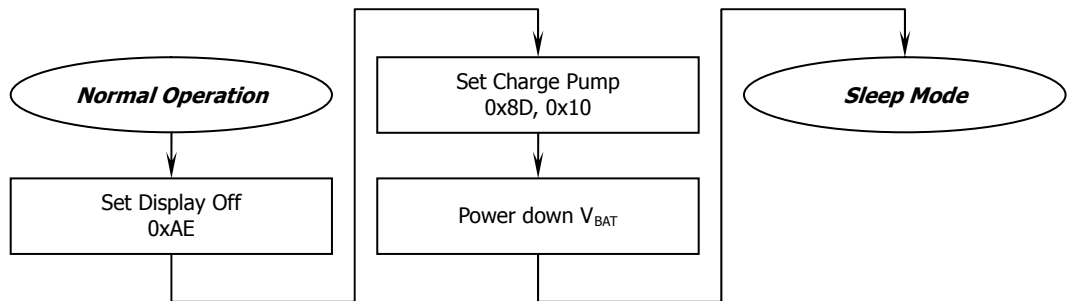 Normal Operation
Set Display Off
0xAE
Set Charge Pump
0x8D, 0x10
Power down VBAT
Sleep Mode